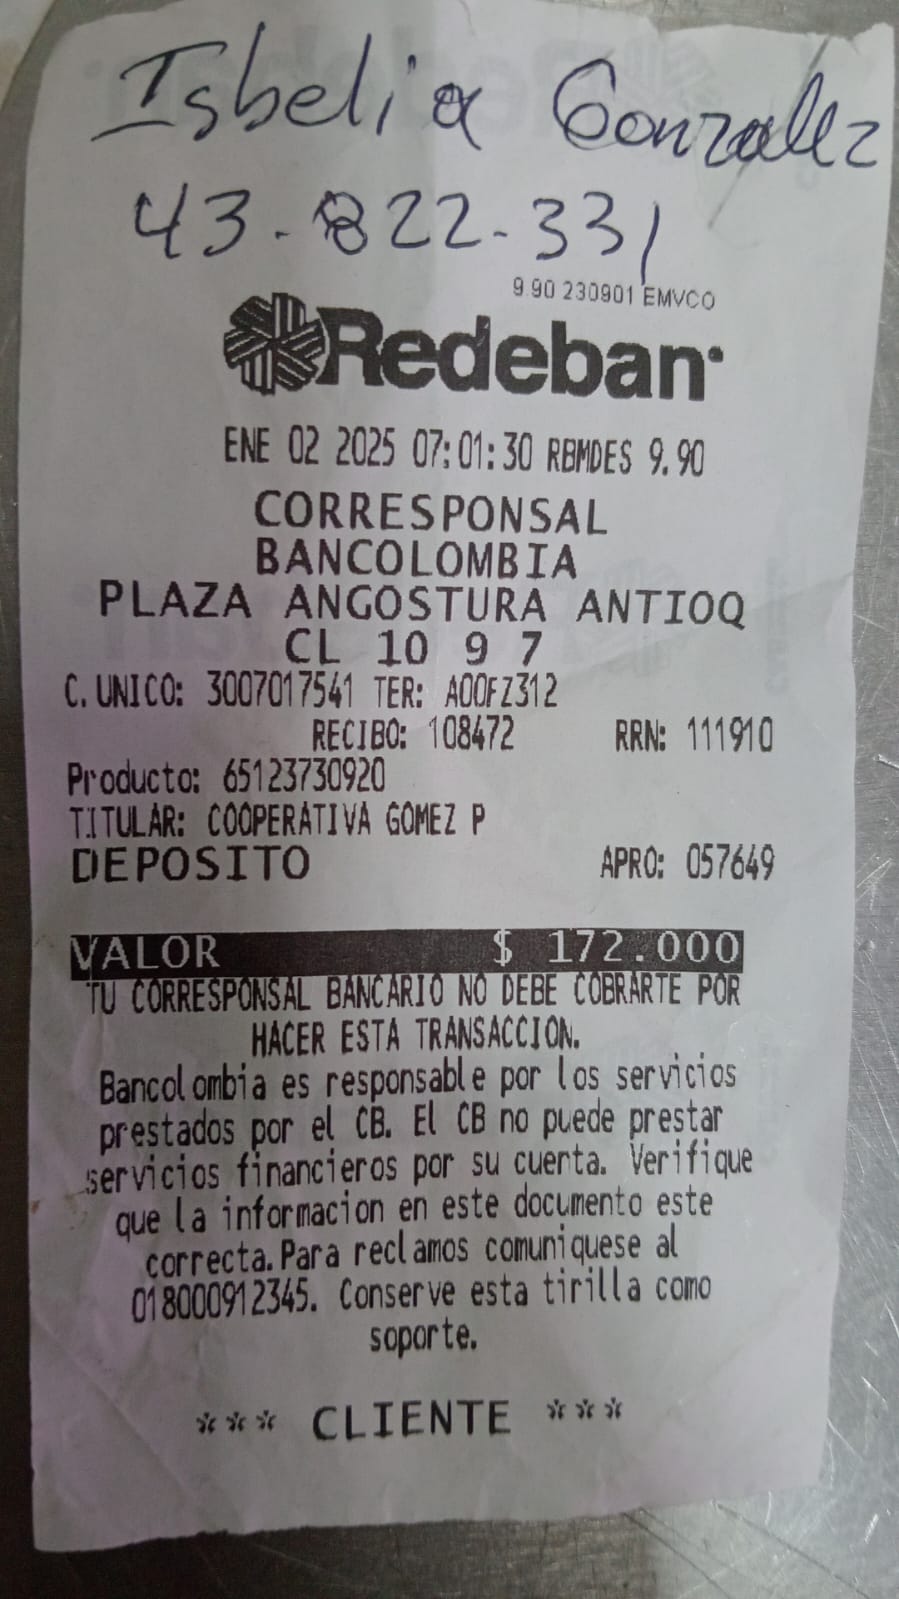 Isbelia Gonzalez
43-822-331
9.90 230901 EMVCO
Redeban
ENE 02 2025 07:01:30 RBMDES 9.90
CORRESPONSAL
BANCOLOMBIA
PLAZA ANGOSTURA ANTIOQ
CL 10 9 7
C. UNICO: 3007017541 TER: A00FZ312
RECIBO: 108472 RRN: 111910
Producto: 65123730920
TITULAR: COOPERATIVA GOMEZ P
DEPOSITO APRO: 057649
VALOR $ 172.000
TU CORRESPONSAL BANCARIO NO DEBE COBRARTE POR
HACER ESTA TRANSACCION.
Bancolombia es responsable por los servicios
prestados por el CB. El CB no puede prestar
servicios financieros por su cuenta. Verifique
que la informacion en este documento este
correcta. Para reclamos comuniquese al
018000912345. Conserve esta tirilla como
soporte.
*** CLIENTE ***